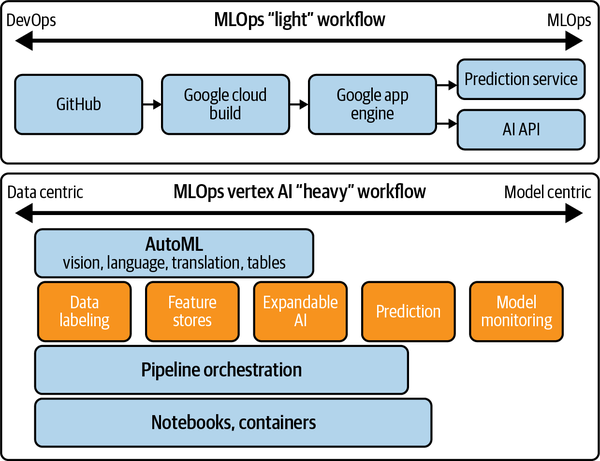 MLOps “light” workflow
DevOps
MLOps
GitHub
Google cloud
build
Google app
engine
Prediction service
AI API
MLOps vertex AI “heavy” workflow
Data centric
Model centric
AutoML
vision, language, translation, tables
Data
labeling
Feature
stores
Expandable
AI
Prediction
Model
monitoring
Pipeline orchestration
Notebooks, containers